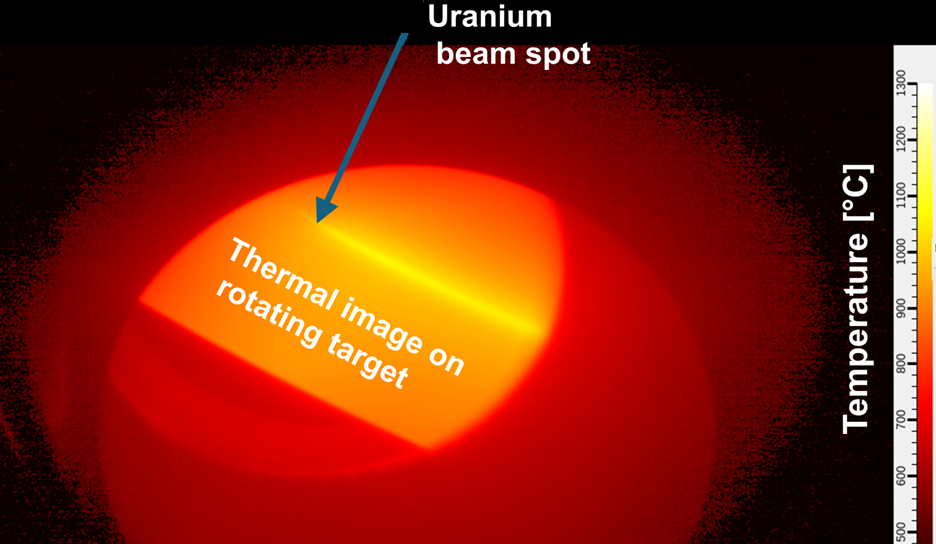 Uranium
beam spot
Thermal image on
rotating target
Temperature [°C]
1300
1200
1100
1000
900
800
700
600
500